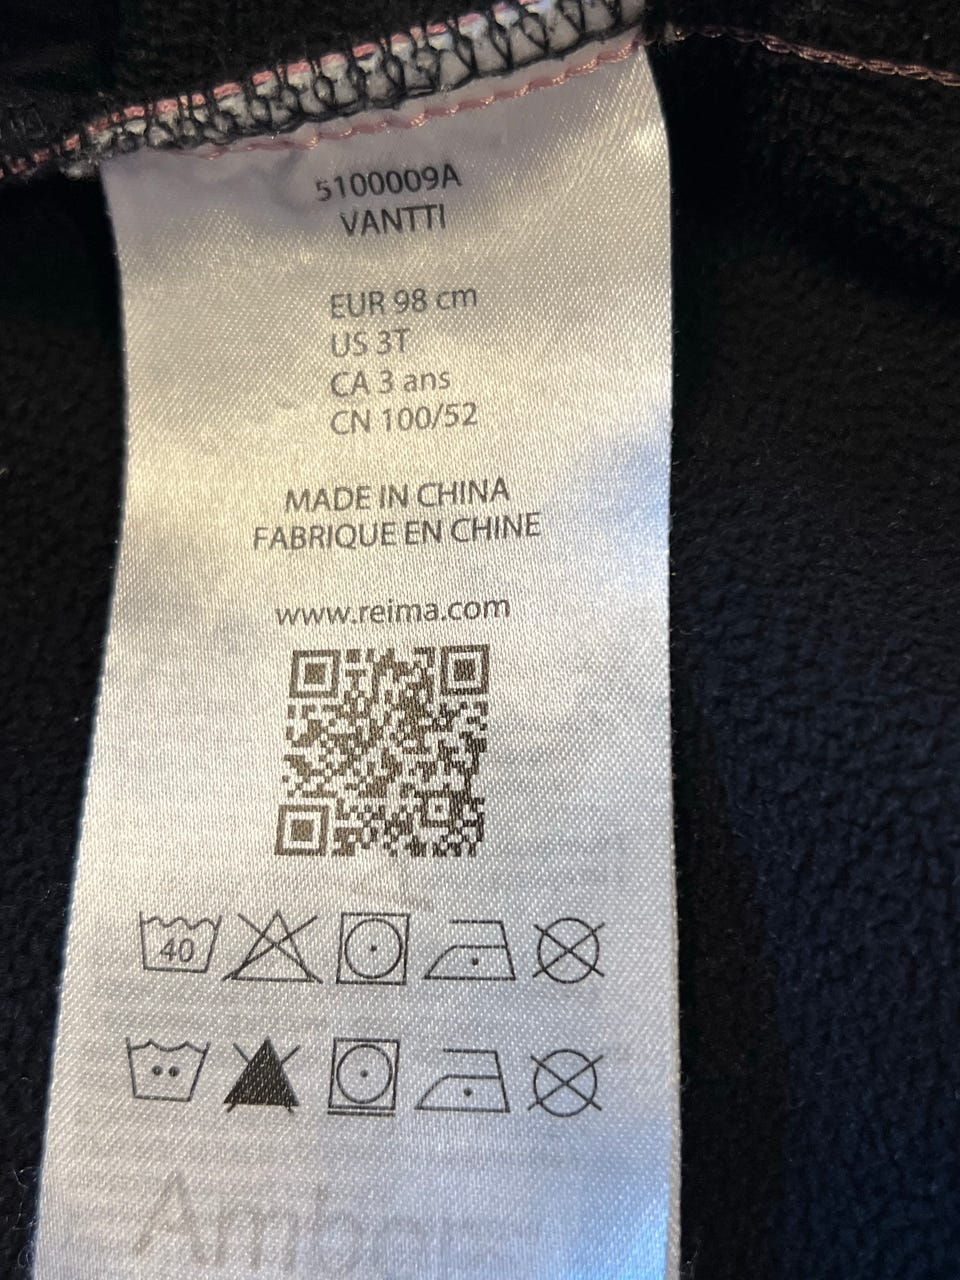 5100009A
VANTTI
EUR 98 cm
US 3T
CA 3 ans
CN 100/52
MADE IN CHINA
FABRIQUE EN CHINE
www.reima.com
40